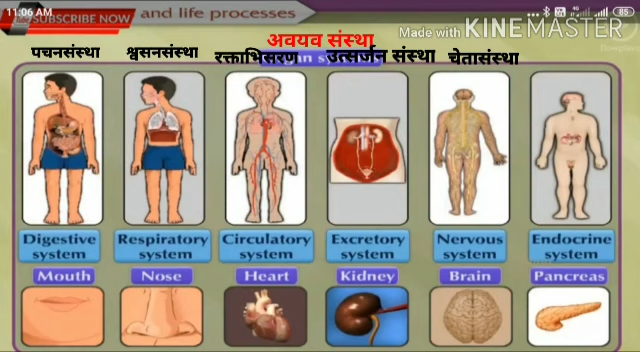 11:06 AM
85
SUBSCRIBE NOW
and life processes
Made with KINEMASTER
अवयव संस्था
पचनसंस्था श्वसनसंस्था रक्ताभिसरण उत्सर्जन संस्था चेतासंस्था
Digestive system Respiratory system Circulatory system Excretory system Nervous system Endocrine system
Mouth Nose Heart Kidney Brain Pancreas